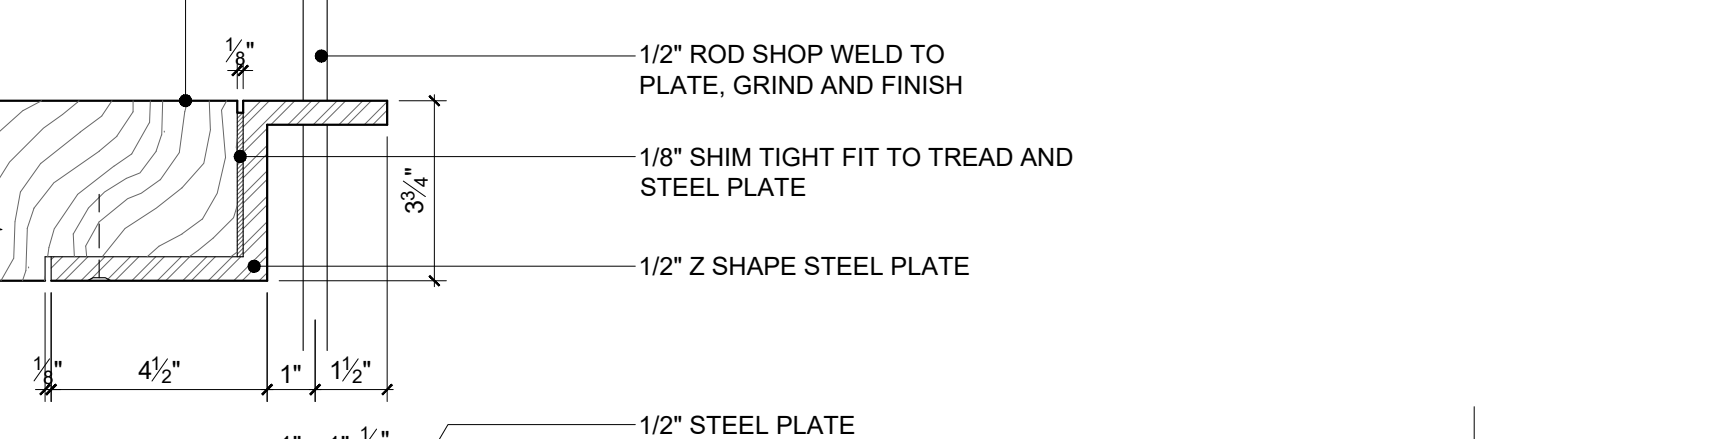 1/8"
1/2" ROD SHOP WELD TO
PLATE, GRIND AND FINISH
1/8" SHIM TIGHT FIT TO TREAD AND
STEEL PLATE
3 3/4"
1/2" Z SHAPE STEEL PLATE
1/8"
4 1/2"
1"
1 1/2"
1/2" STEEL PLATE